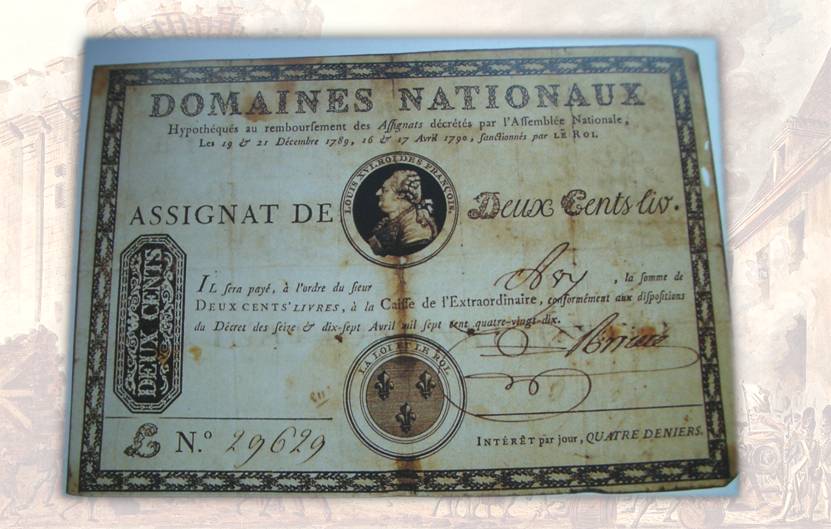 DOMAINES NATIONAUX
Hypothéqués au remboursement des Assignats décrétés par l'Assemblée Nationale,
Les 19 & 21 Décembre 1789, 16 & 17 Avril 1790, sanctionnés par LE ROI.
LOUIS XVI. ROI DES FRANÇOIS.
ASSIGNAT DE Deux Cents liv.
DEUX CENTS
IL sera payé, à l'ordre du sieur , la somme de
DEUX CENTS LIVRES, à la Caisse de l'Extraordinaire, conformément aux dispositions
du Décret des seize & dix-sept Avril mil sept cent quatre-vingt-dix.
LA LOI ET LE ROI.
N.º 29629
INTÉRÊT par jour, QUATRE DENIERS.